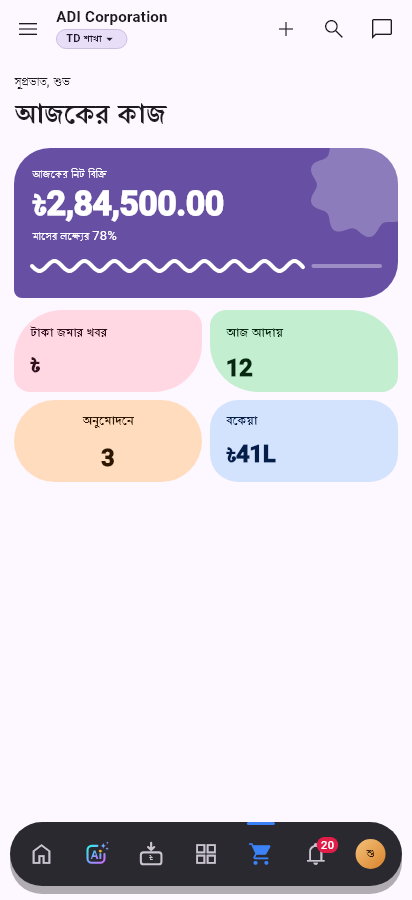 ADI Corporation
TD শাখা
সুপ্রভাত, শুভ
আজকের কাজ
আজকের নিট বিক্রি
৳2,84,500.00
মাসের লক্ষ্যের 78%
টাকা জমার খবর
৳
আজ আদায়
12
অনুমোদনে
3
বকেয়া
৳41L
Ai
৳
20
শু